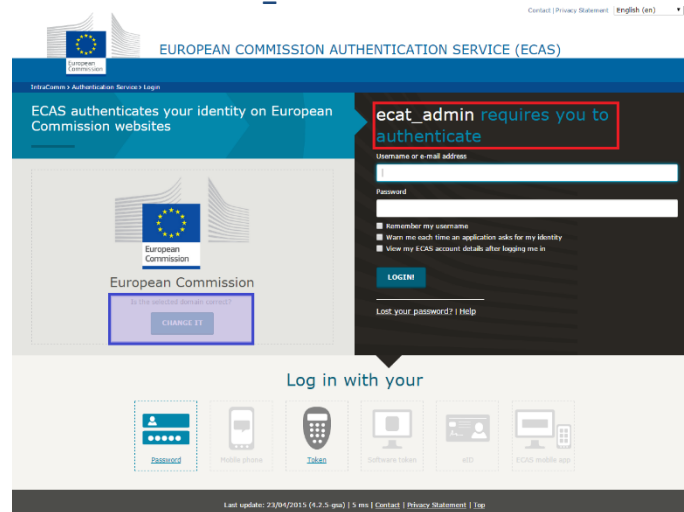 Contact | Privacy Statement English (en)
EUROPEAN COMMISSION AUTHENTICATION SERVICE (ECAS)
European
Commission
IntraComm > Authentication Service > Login
ECAS authenticates your identity on European
Commission websites
European
Commission
European Commission
Is the selected domain correct?
CHANGE IT
ecat_admin requires you to
authenticate
Username or e-mail address
Password
Remember my username
Warn me each time an application asks for my identity
View my ECAS account details after logging me in
LOGIN!
Lost your password? | Help
Log in with your
Password
Mobile phone
Token
Software token
eID
ECAS mobile app
Last update: 23/04/2015 (4.2.5-gsa) | 5 ms | Contact | Privacy Statement | Top